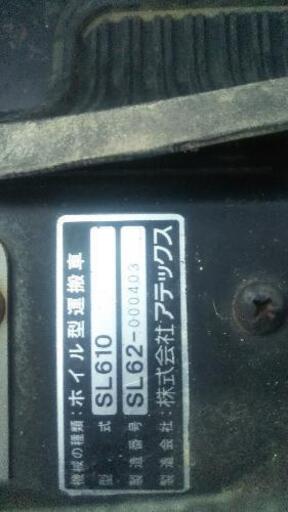 機械の種類:ホイル型運搬車
型式 SL610
製造番号 SL62-000403
製造会社:株式会社アテックス